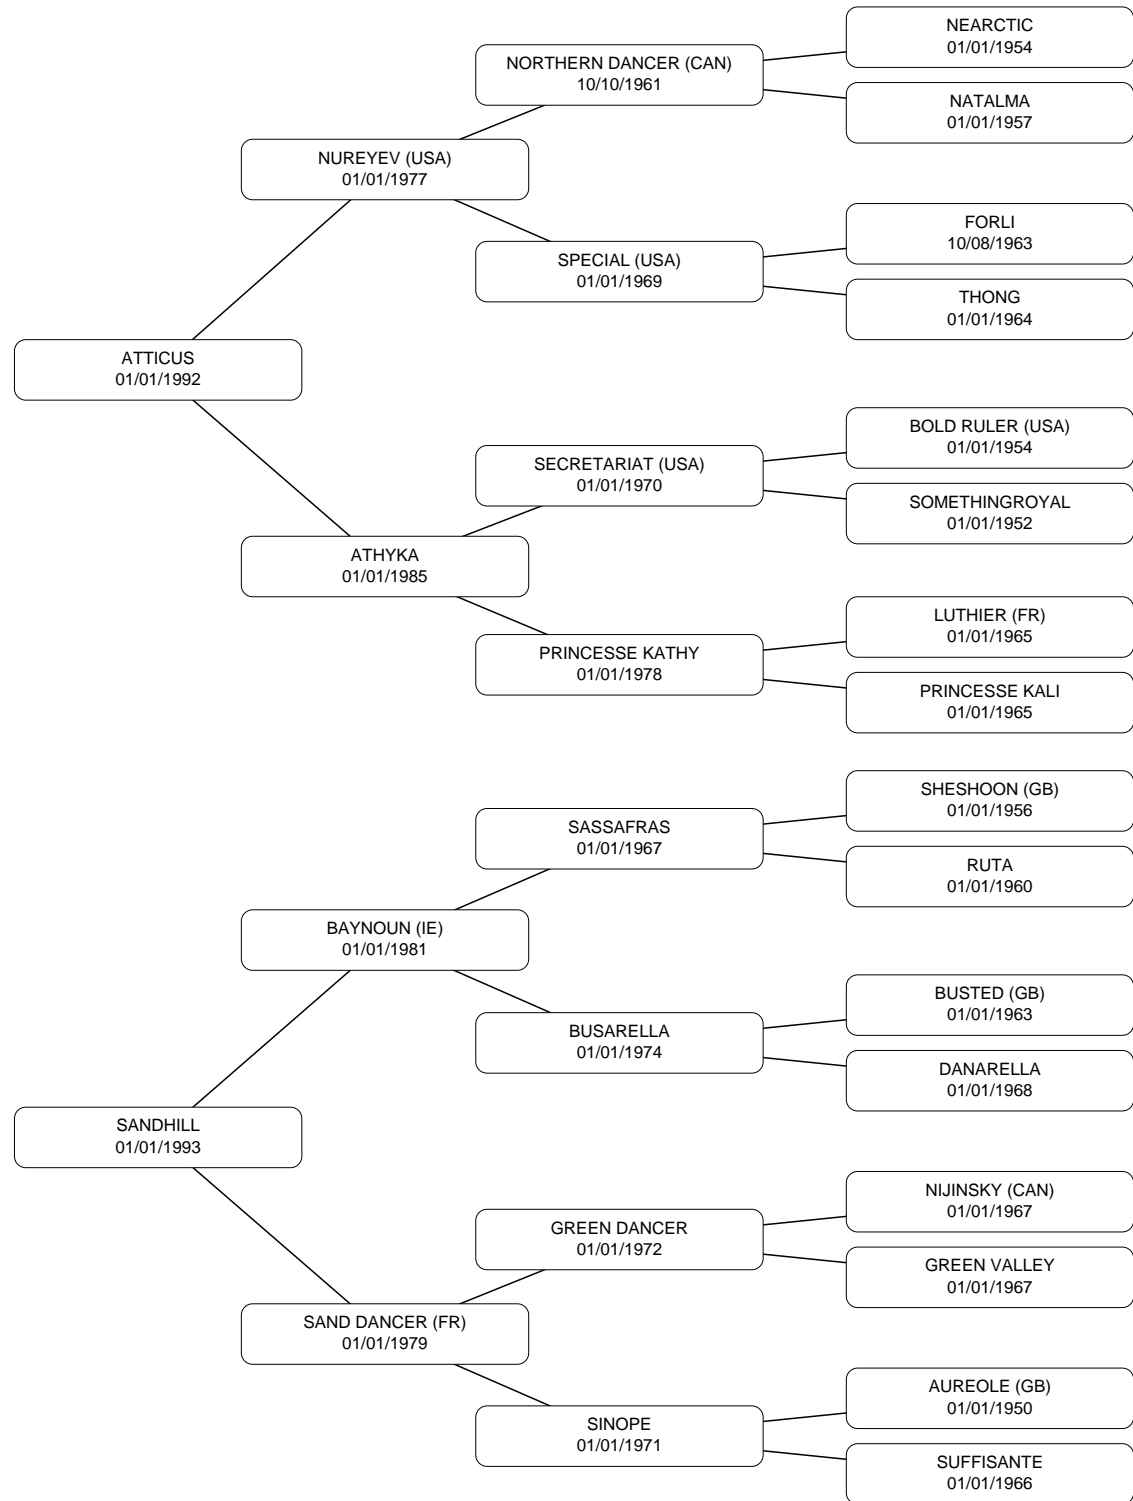 NEARCTIC
01/01/1954
NORTHERN DANCER (CAN)
10/10/1961
NATALMA
01/01/1957
NUREYEV (USA)
01/01/1977
FORLI
10/08/1963
SPECIAL (USA)
01/01/1969
THONG
01/01/1964
ATTICUS
01/01/1992
BOLD RULER (USA)
01/01/1954
SECRETARIAT (USA)
01/01/1970
SOMETHINGROYAL
01/01/1952
ATHYKA
01/01/1985
LUTHIER (FR)
01/01/1965
PRINCESSE KATHY
01/01/1978
PRINCESSE KALI
01/01/1965
SHESHOON (GB)
01/01/1956
SASSAFRAS
01/01/1967
RUTA
01/01/1960
BAYNOUN (IE)
01/01/1981
BUSTED (GB)
01/01/1963
BUSARELLA
01/01/1974
DANARELLA
01/01/1968
SANDHILL
01/01/1993
NIJINSKY (CAN)
01/01/1967
GREEN DANCER
01/01/1972
GREEN VALLEY
01/01/1967
SAND DANCER (FR)
01/01/1979
AUREOLE (GB)
01/01/1950
SINOPE
01/01/1971
SUFFISANTE
01/01/1966